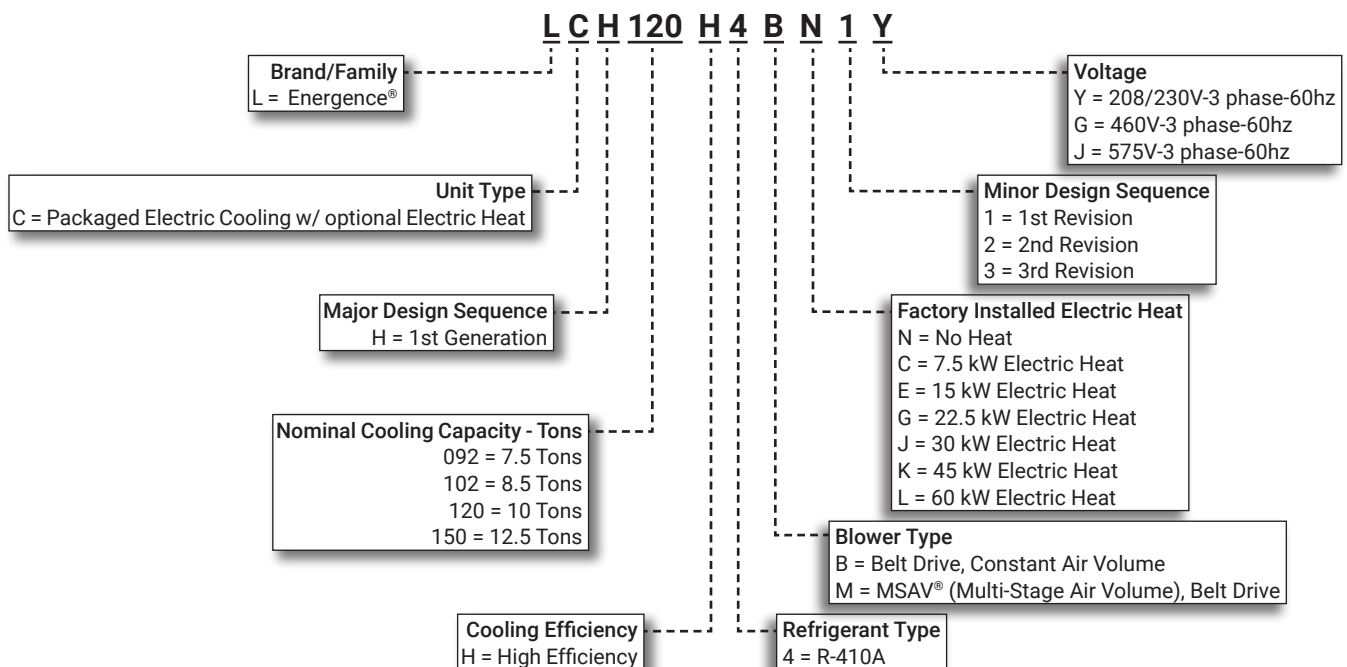 L C H 120 H 4 B N 1 Y
Brand/Family
L = Energence®
Voltage
Y = 208/230V-3 phase-60hz
G = 460V-3 phase-60hz
J = 575V-3 phase-60hz
Unit Type
C = Packaged Electric Cooling w/ optional Electric Heat
Minor Design Sequence
1 = 1st Revision
2 = 2nd Revision
3 = 3rd Revision
Major Design Sequence
H = 1st Generation
Factory Installed Electric Heat
N = No Heat
C = 7.5 kW Electric Heat
E = 15 kW Electric Heat
G = 22.5 kW Electric Heat
J = 30 kW Electric Heat
K = 45 kW Electric Heat
L = 60 kW Electric Heat
Nominal Cooling Capacity - Tons
092 = 7.5 Tons
102 = 8.5 Tons
120 = 10 Tons
150 = 12.5 Tons
Blower Type
B = Belt Drive, Constant Air Volume
M = MSAV® (Multi-Stage Air Volume), Belt Drive
Cooling Efficiency
H = High Efficiency
Refrigerant Type
4 = R-410A